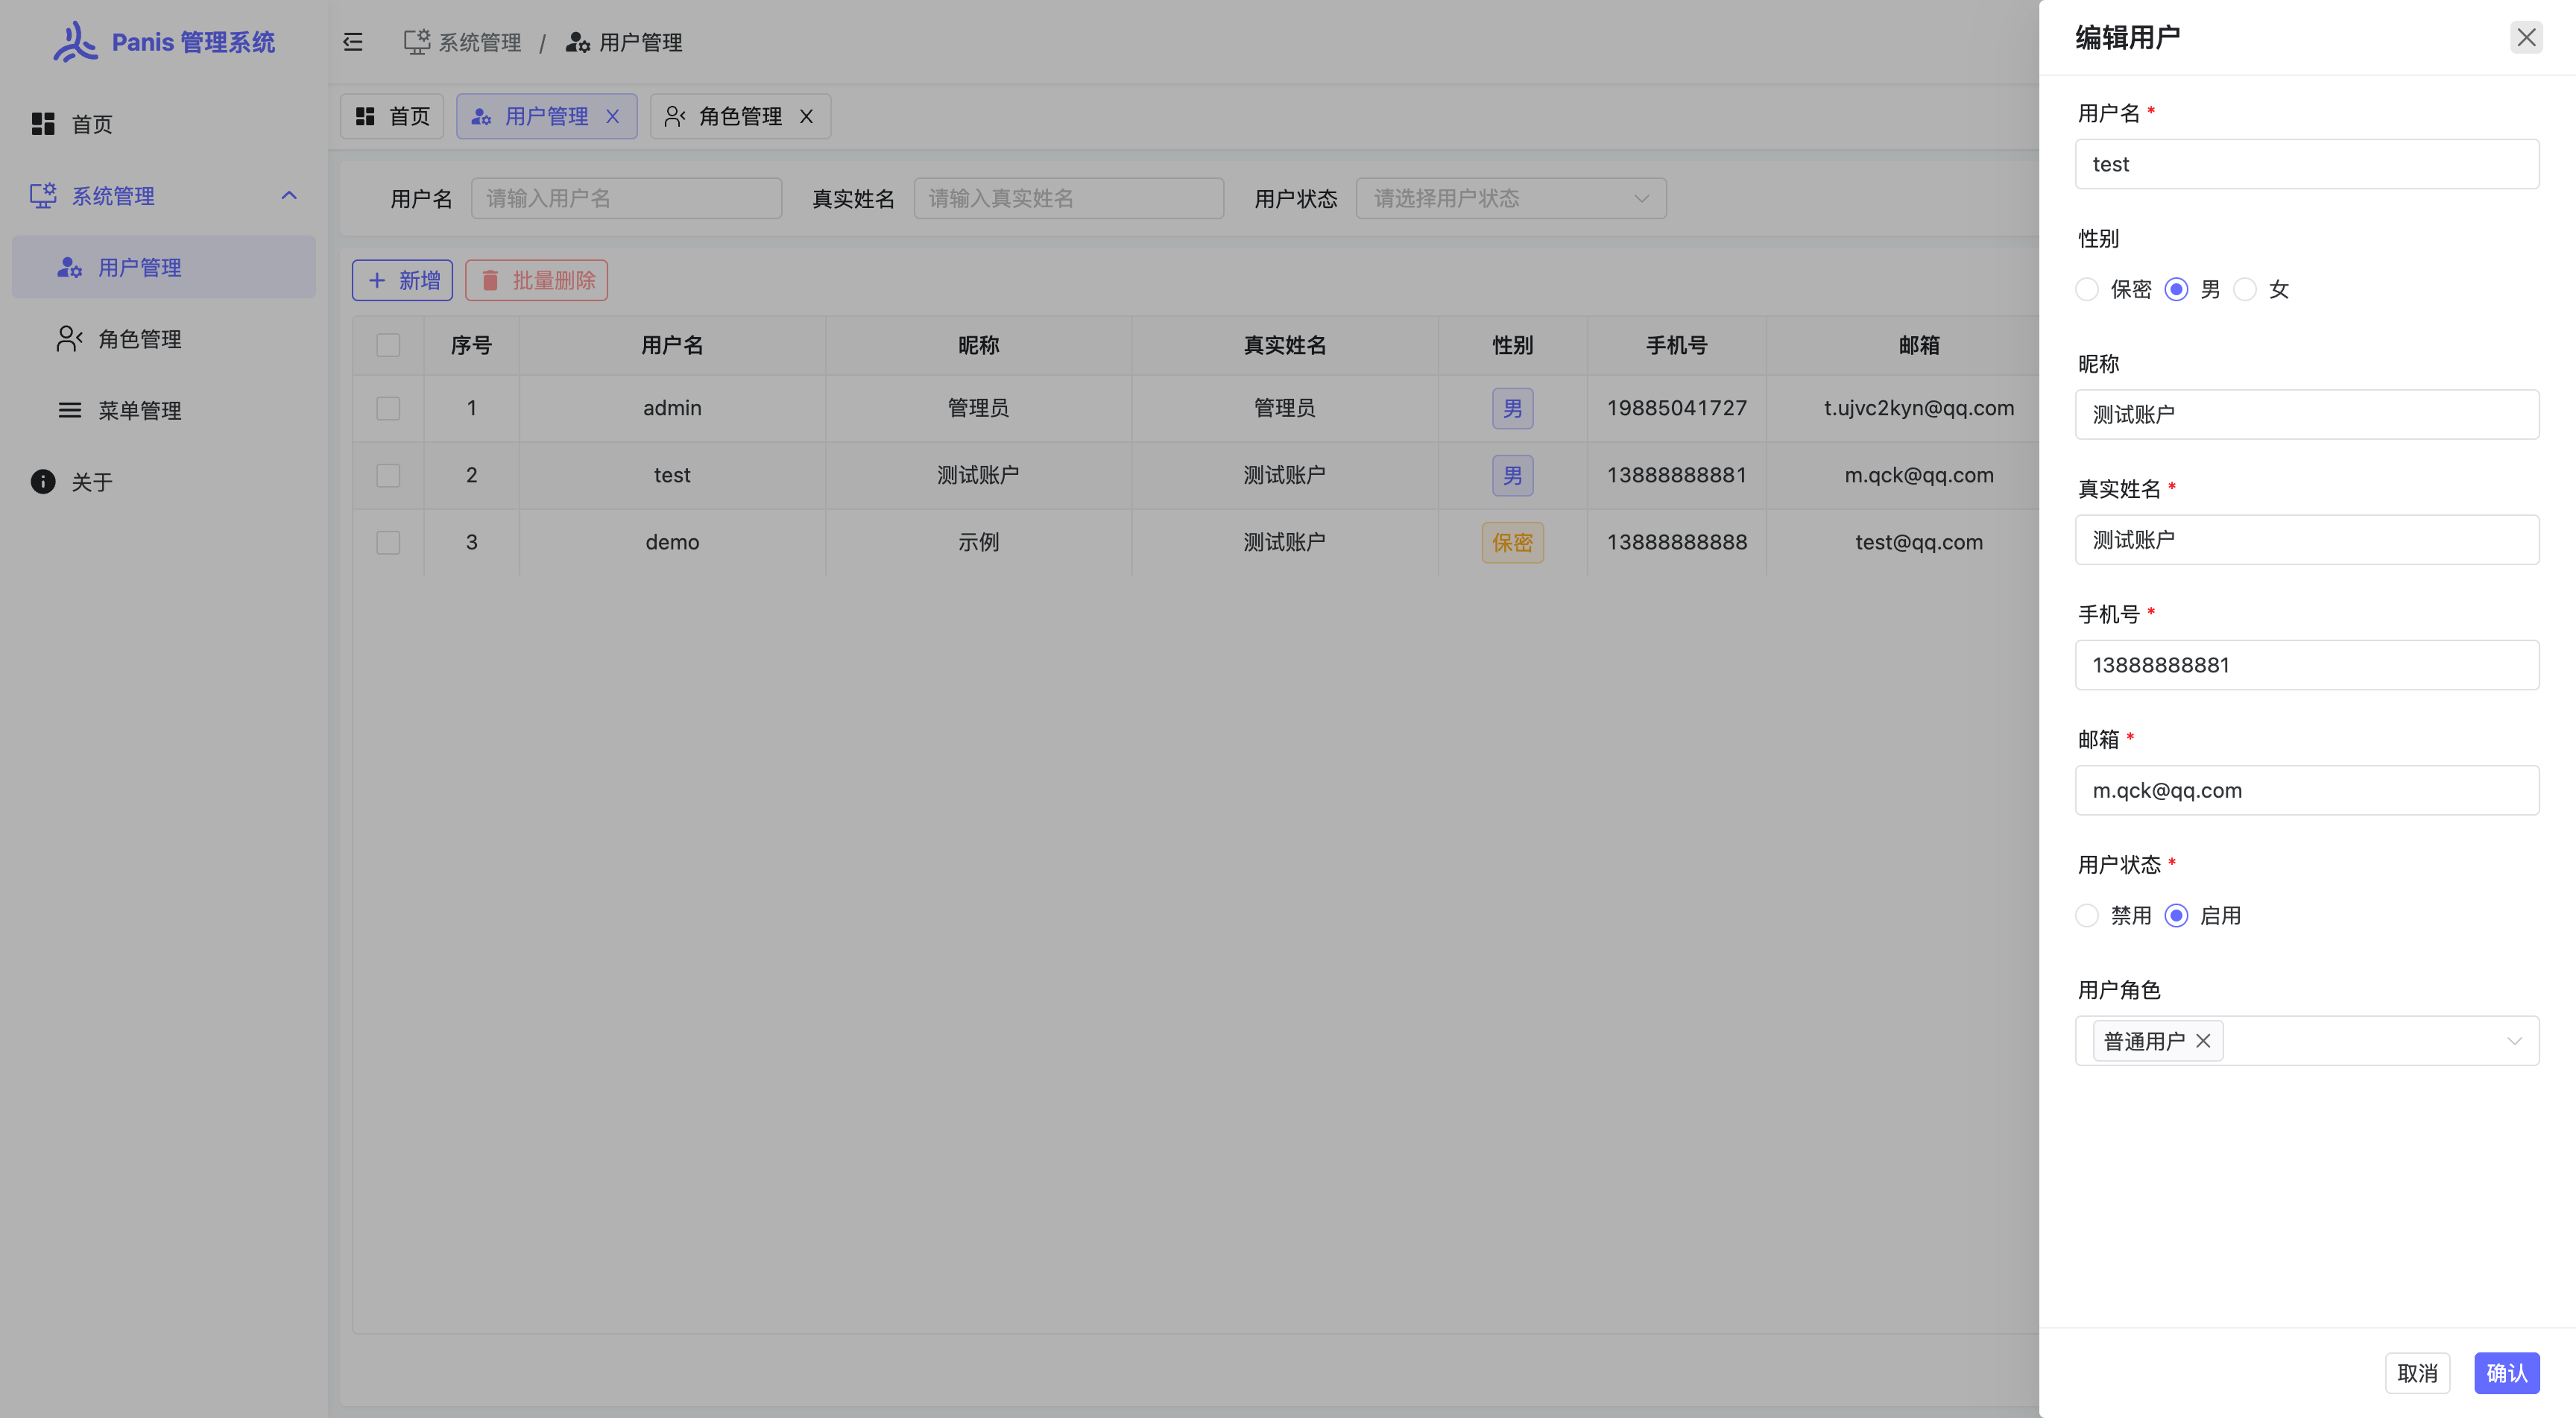 Panis 管理系统
首页
系统管理
用户管理
角色管理
菜单管理
关于
系统管理 / 用户管理
首页 用户管理 角色管理
用户名 请输入用户名 真实姓名 请输入真实姓名 用户状态 请选择用户状态
新增 批量删除
序号 用户名 昵称 真实姓名 性别 手机号 邮箱
1 admin 管理员 管理员 男 19885041727 t.ujvc2kyn@qq.com
2 test 测试账户 测试账户 男 13888888881 m.qck@qq.com
3 demo 示例 测试账户 保密 13888888888 test@qq.com
编辑用户
用户名 *
test
性别
保密 男 女
昵称
测试账户
真实姓名 *
测试账户
手机号 *
13888888881
邮箱 *
m.qck@qq.com
用户状态 *
禁用 启用
用户角色
普通用户
取消 确认